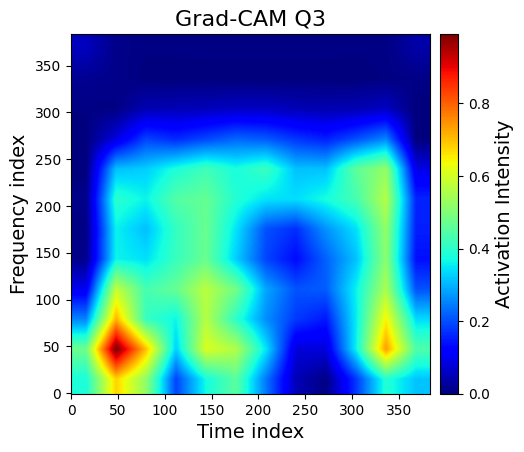 Grad-CAM Q3
Frequency index
350
300
250
200
150
100
50
0
0 50 100 150 200 250 300 350
Time index
0.8
0.6
0.4
0.2
0.0
Activation Intensity